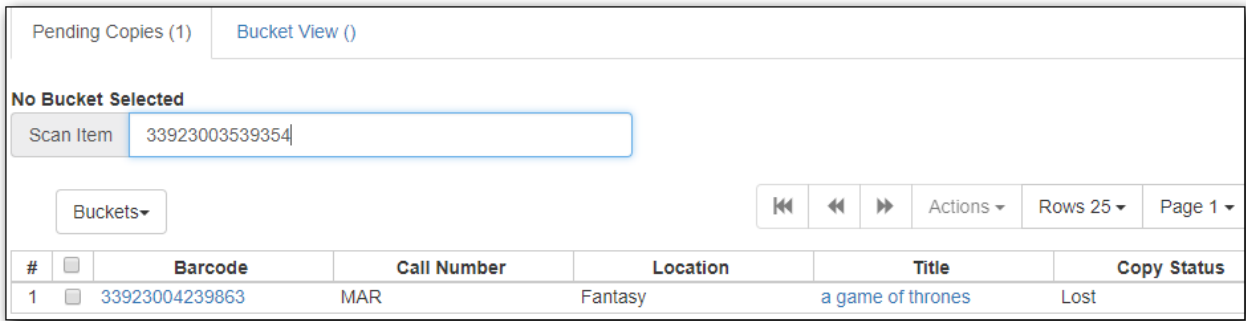 Pending Copies (1) Bucket View ()
No Bucket Selected
Scan Item 33923003539354
Buckets Actions Rows 25 Page 1
# Barcode Call Number Location Title Copy Status
1 33923004239863 MAR Fantasy a game of thrones Lost